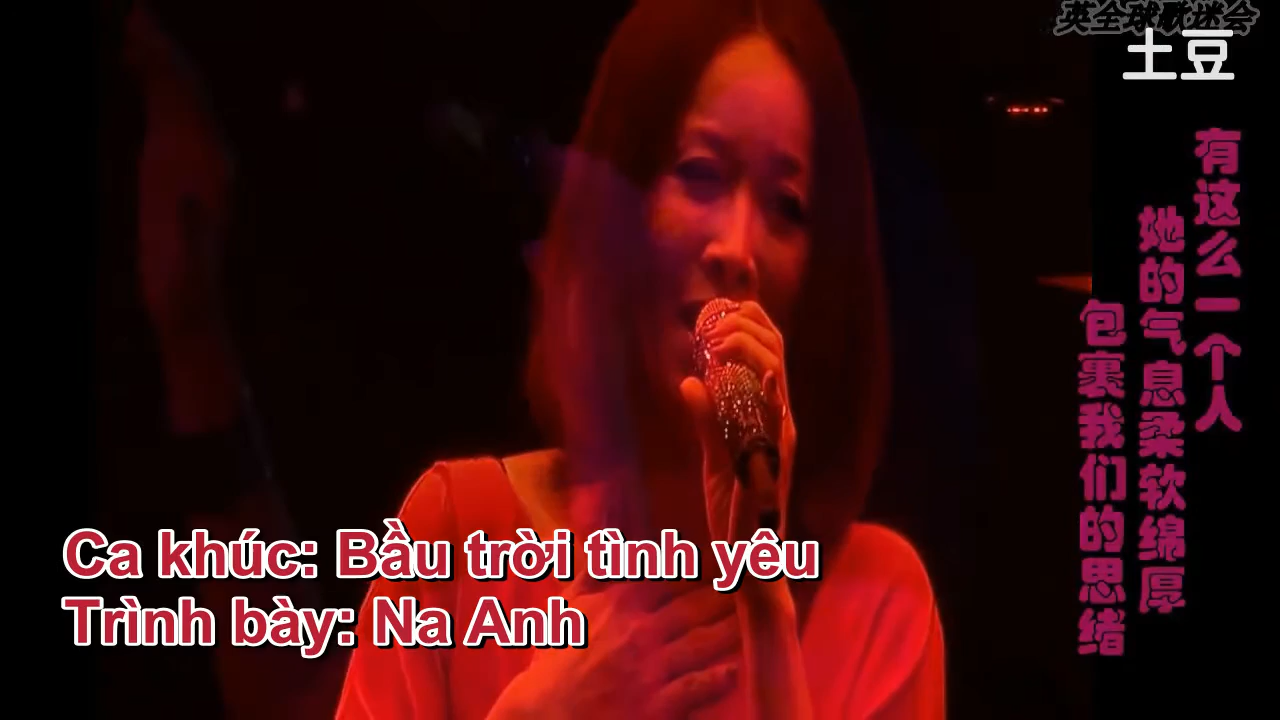 英全球歌迷会
土豆
有这么一个人
她的气息柔软绵厚
包裹我们的思绪
Ca khúc: Bầu trời tình yêu
Trình bày: Na Anh